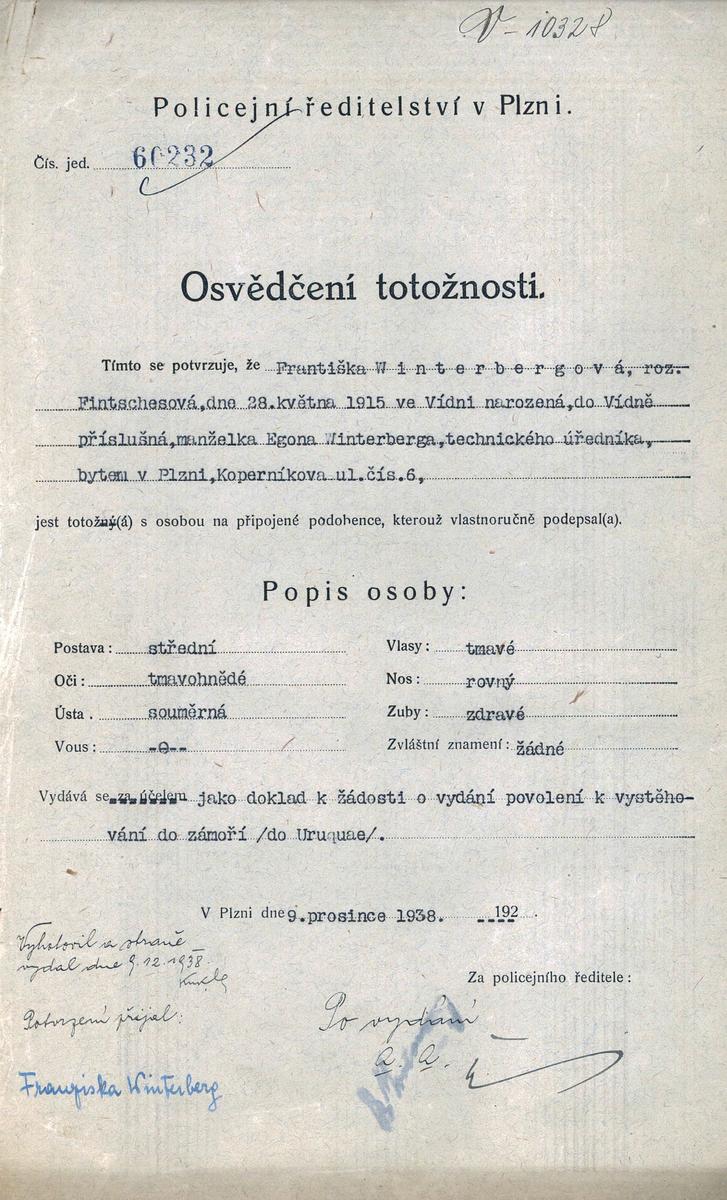 V - 10328
Policejní ředitelství v Plzni.
Čís. jed. 60232
Osvědčení totožnosti.
Tímto se potvrzuje, že Františka W i n t e r b e r g o v á, roz.
Fintschesová,dne 28.května 1915 ve Vídni narozená,do Vídně
příslušná,manželka Egona Winterberga,technického úředníka,
bytem v Plzni,Koperníkova ul.čís.6,
jest totožný(á) s osobou na připojené podobence, kterouž vlastnoručně podepsal(a).
Popis osoby:
Postava: střední Vlasy: tmavé
Oči: tmavohnědé Nos: rovný
Ústa. souměrná Zuby: zdravé
Vous: -0-- Zvláštní znamení: žádné
Vydává se za účelem jako doklad k žádosti o vydání povolení k vystěho-
vání do zámoří /do Uruquae/.
V Plzni dne 9.prosince 1938. 192 .
Vyhotovil a straně
vydal dne 9.12.1938.
Za policejního ředitele:
Potvrzení přijal:
Po vydání
a. a.
Franziska Winterberg